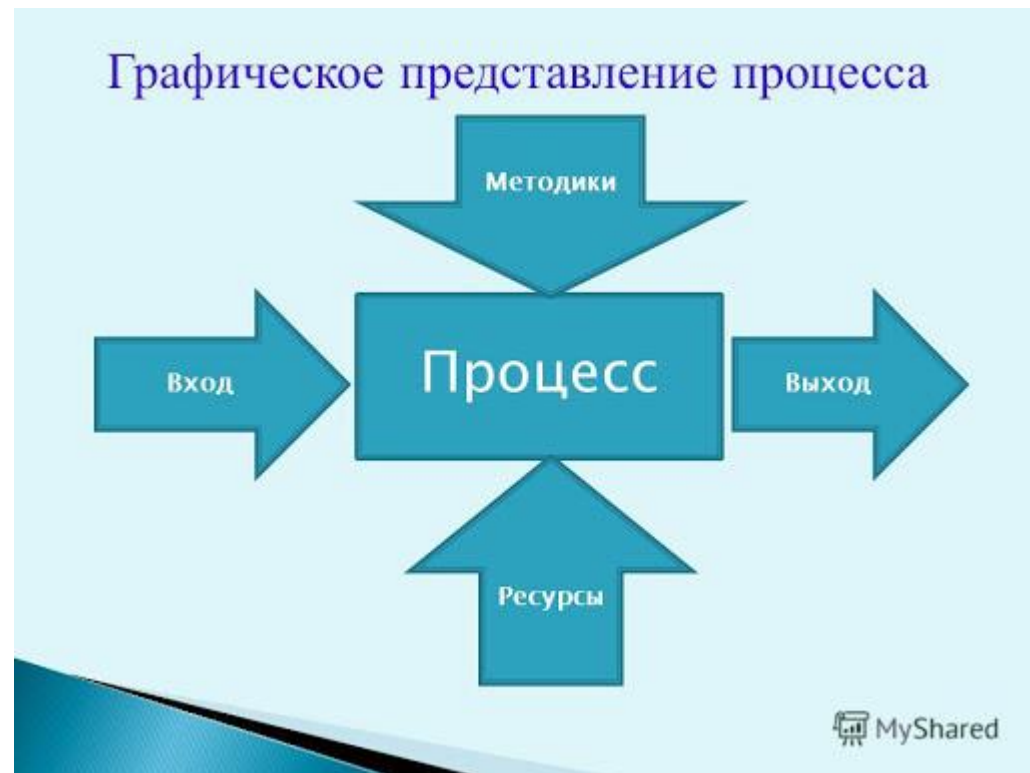 Графическое представление процесса
Методики
Вход
Процесс
Выход
Ресурсы
MyShared